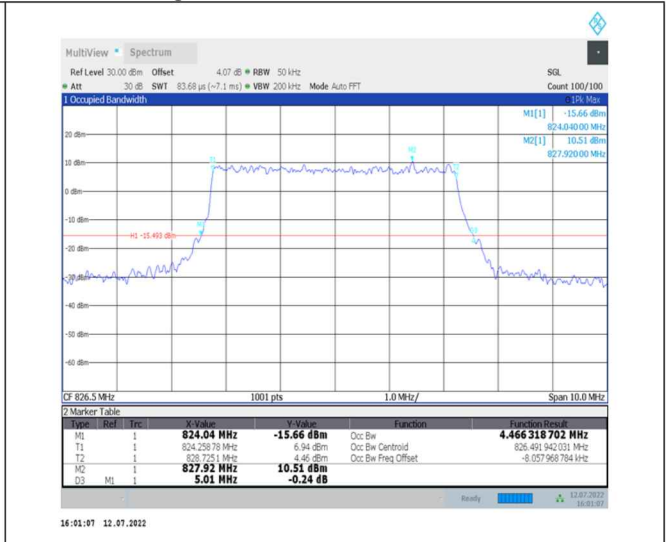 MultiView Spectrum
Ref Level 30.00 dBm Offset 4.07 dB RBW 50 kHz SGL
Att 30 dB SWT 83.68 µs (~7.1 ms) VBW 200 kHz Mode Auto FFT Count 100/100
1 Occupied Bandwidth 1Pk Max
M1[1] -15.66 dBm
824.04000 MHz
M2[1] 10.51 dBm
827.92000 MHz
20 dBm
10 dBm
0 dBm
-10 dBm
H1 -15.493 dBm
-20 dBm
-30 dBm
-40 dBm
-50 dBm
-60 dBm
CF 826.5 MHz 1001 pts 1.0 MHz/ Span 10.0 MHz
2 Marker Table
Type Ref Trc X-Value Y-Value Function Function Result
M1 1 824.04 MHz -15.66 dBm Occ Bw 4.466 318 702 MHz
T1 1 824.258 78 MHz 6.94 dBm Occ Bw Centroid 826.491 942 031 MHz
T2 1 828.725 1 MHz 4.46 dBm Occ Bw Freq Offset -8.057 968 784 kHz
M2 1 827.92 MHz 10.51 dBm
D3 M1 1 5.01 MHz -0.24 dB
Ready 12.07.2022
16:01:07
16:01:07 12.07.2022